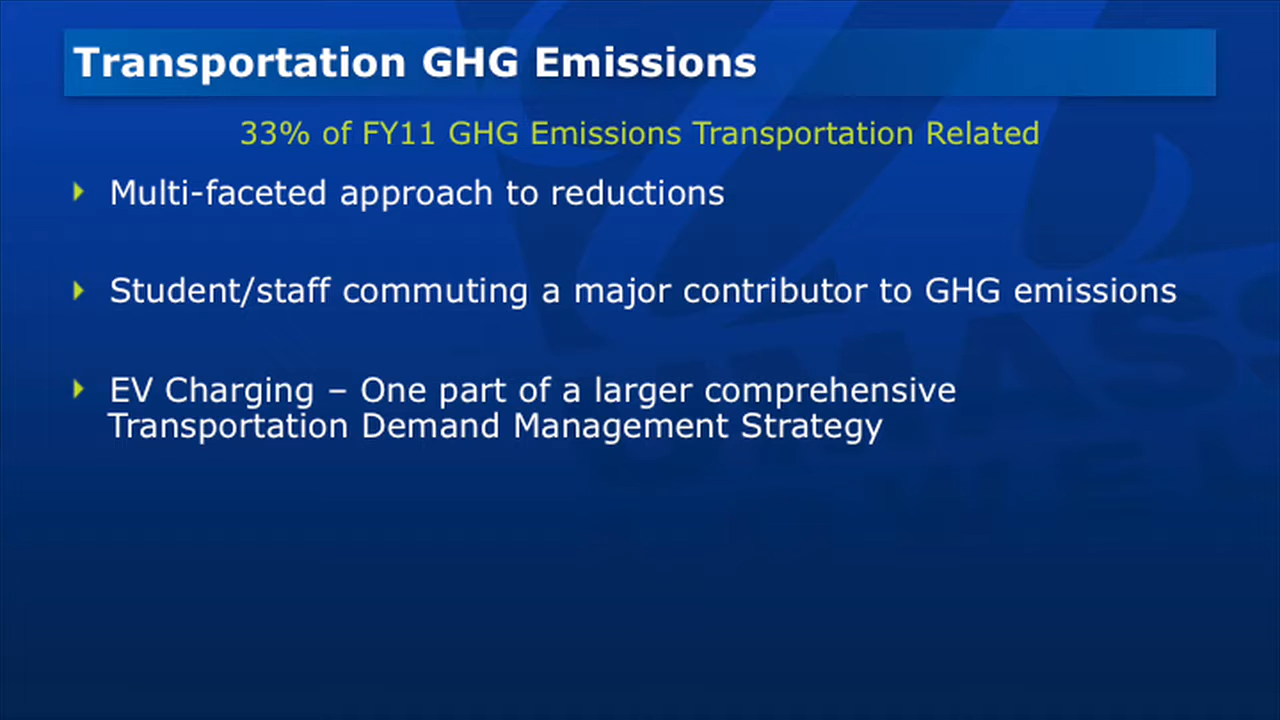 Transportation GHG Emissions
33% of FY11 GHG Emissions Transportation Related
Multi-faceted approach to reductions
Student/staff commuting a major contributor to GHG emissions
EV Charging – One part of a larger comprehensive
Transportation Demand Management Strategy
UMASS